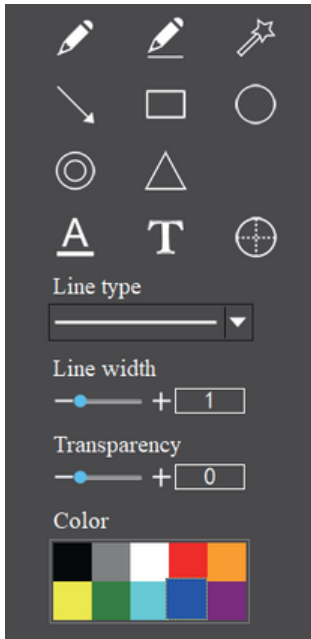 A T
Line type
Line width
1
Transparency
0
Color